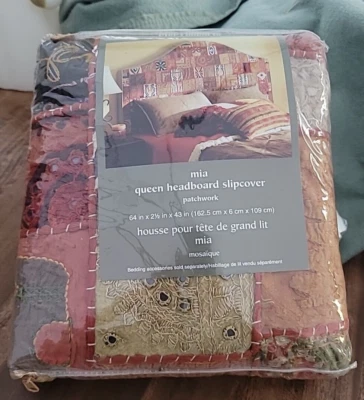 mia
queen headboard slipcover
patchwork
64 in x 2½ in x 43 in (162.5 cm x 6 cm x 109 cm)
housse pour tête de grand lit
mia
mosaïque
Bedding accessories sold separately/Habillage de lit vendu séparément